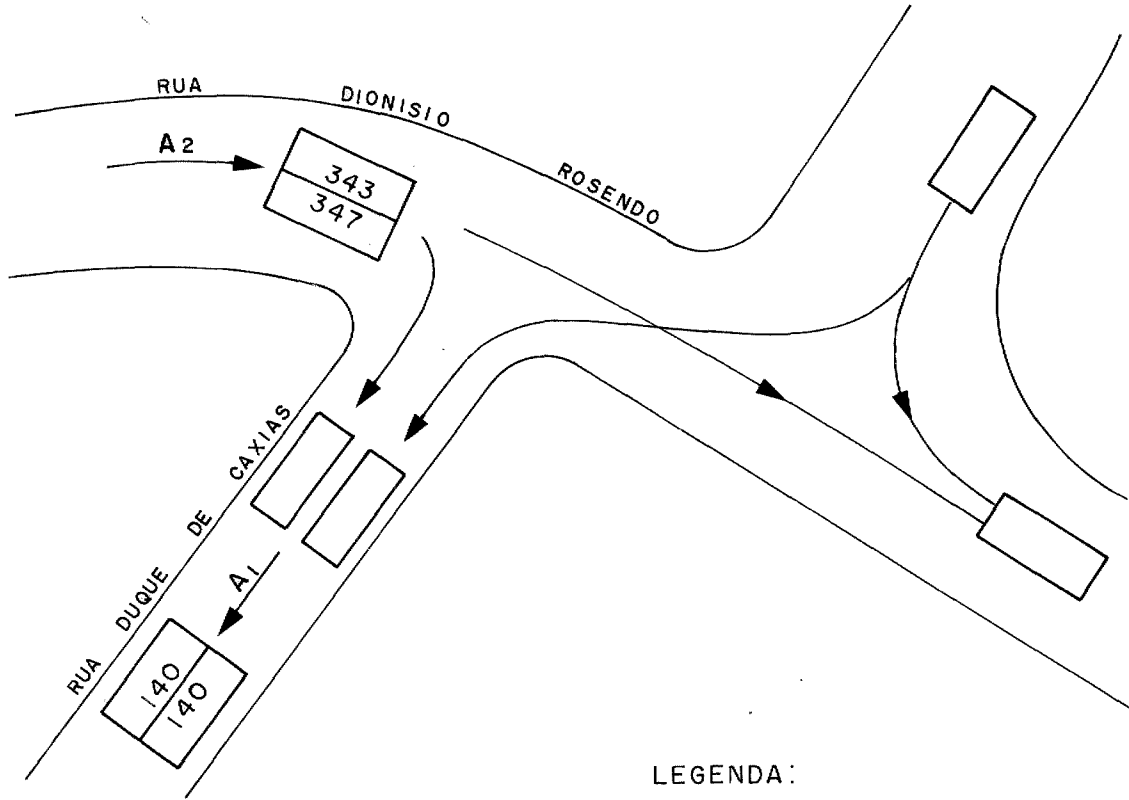 RUA DIONISIO ROSENDO
A2
343
347
RUA DUQUE DE CAXIAS
A1
140
140
LEGENDA: